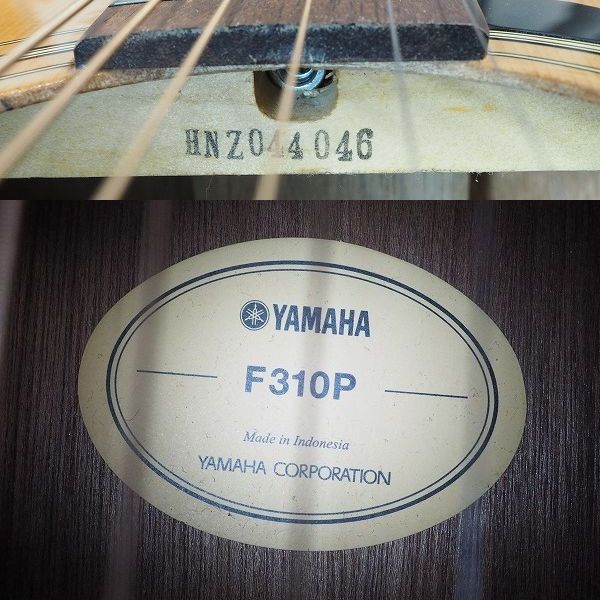 HNZ044046
YAMAHA
F310P
Made in Indonesia
YAMAHA CORPORATION